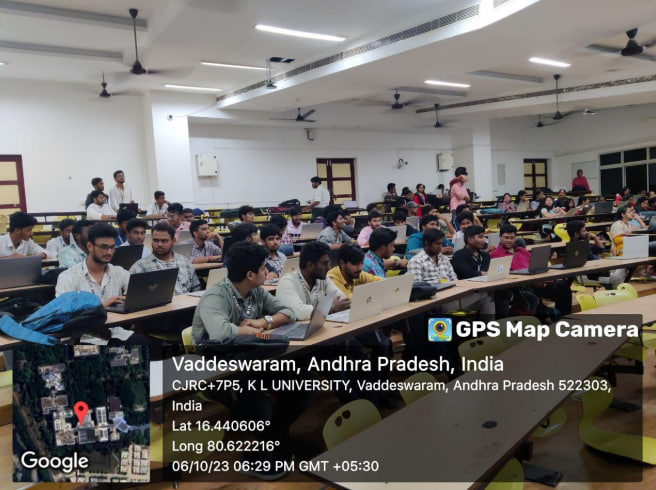 GPS Map Camera
Vaddeswaram, Andhra Pradesh, India
CJRC+7P5, K L UNIVERSITY, Vaddeswaram, Andhra Pradesh 522303,
India
Lat 16.440606°
Long 80.622216°
06/10/23 06:29 PM GMT +05:30
Google